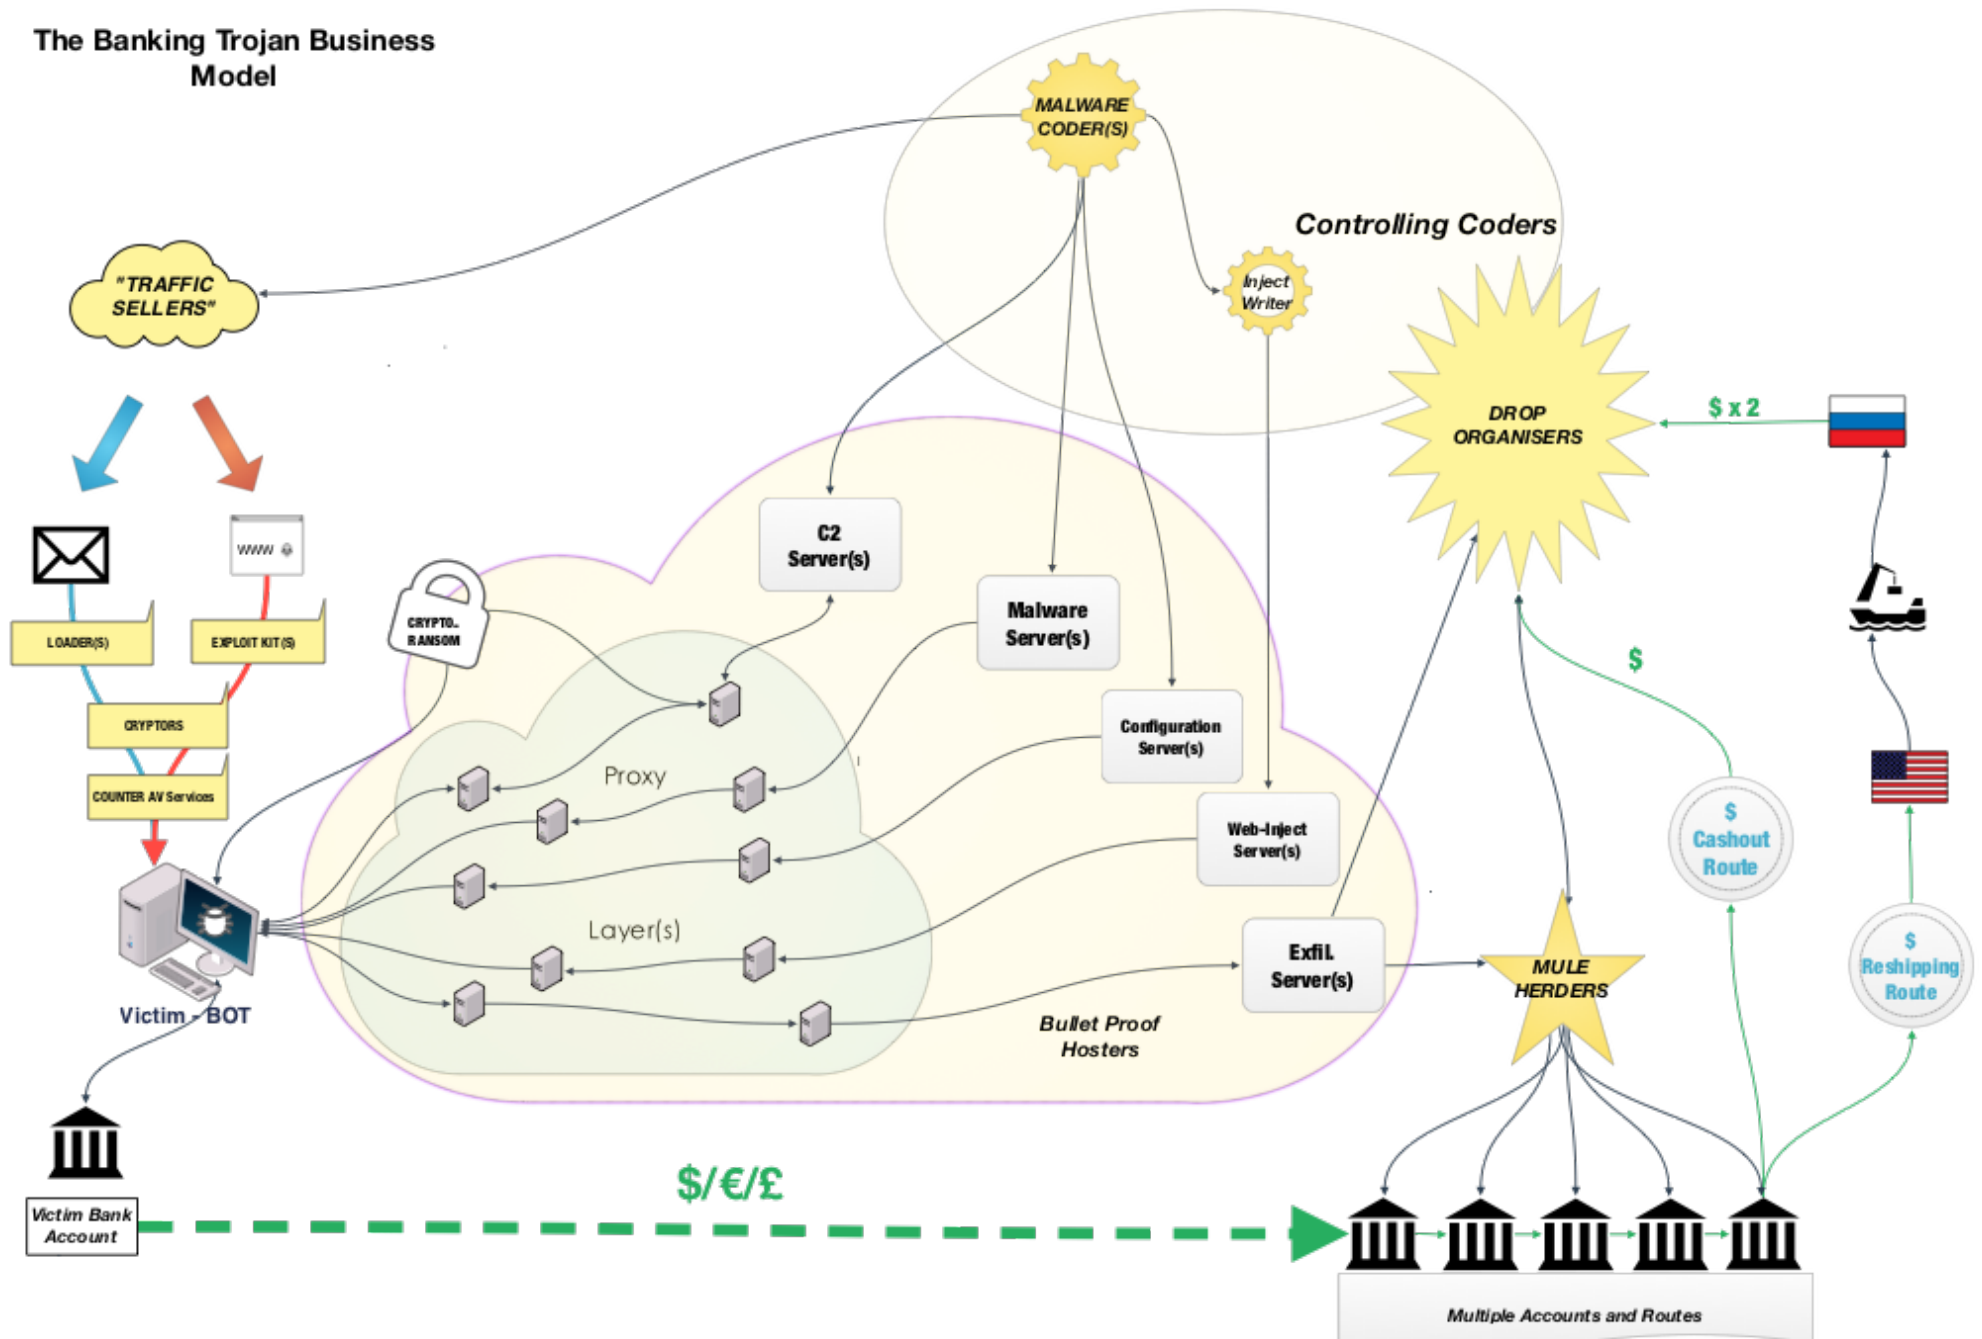 The Banking Trojan Business
Model
MALWARE
CODER(S)
Controlling Coders
"TRAFFIC
SELLERS"
Inject
Writer
DROP
ORGANISERS
$ x 2
C2
Server(s)
WWW
CRYPTO..
RANSOM
Malware
Server(s)
LOADER(S)
EXPLOIT KIT(S)
$
CRYPTORS
Configuration
Server(s)
Proxy
COUNTER AV Services
$
Cashout
Route
Web-Inject
Server(s)
Layer(s)
Exfil.
Server(s)
MULE
HERDERS
$
Reshipping
Route
Victim - BOT
Bullet Proof
Hosters
$/€/£
Victim Bank
Account
Multiple Accounts and Routes